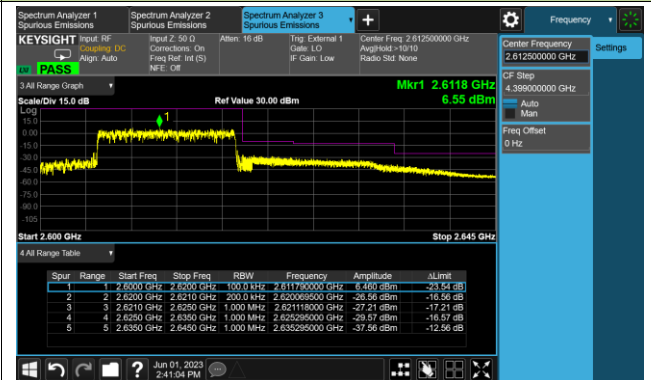 Spectrum Analyzer 1
Spurious Emissions
Spectrum Analyzer 2
Spurious Emissions
Spectrum Analyzer 3
Spurious Emissions
Frequency
KEYSIGHT
Input: RF
Coupling: DC
Align: Auto
Input Z: 50 Ω
Corrections: On
Freq Ref: Int (S)
NFE: Off
Atten: 16 dB
Trig: External 1
Gate: LO
IF Gain: Low
Center Freq: 2.612500000 GHz
Avg|Hold:>10/10
Radio Std: None
PASS
Center Frequency
2.612500000 GHz
Settings
CF Step
4.399000000 GHz
Auto
Man
Freq Offset
0 Hz
3 All Range Graph
Mkr1 2.6118 GHz
Scale/Div 15.0 dB
Ref Value 30.00 dBm
6.55 dBm
Log
15.0
0.00
-15.0
-30.0
-45.0
-60.0
-75.0
-90.0
-105
1
Start 2.600 GHz
Stop 2.645 GHz
4 All Range Table
Spur Range Start Freq Stop Freq RBW Frequency Amplitude ΔLimit
1 1 2.6000 GHz 2.6200 GHz 100.0 kHz 2.611790000 GHz 6.460 dBm -23.54 dB
2 2 2.6200 GHz 2.6210 GHz 200.0 kHz 2.620069500 GHz -26.56 dBm -16.56 dB
3 3 2.6210 GHz 2.6250 GHz 1.000 MHz 2.621118000 GHz -27.21 dBm -17.21 dB
4 4 2.6250 GHz 2.6350 GHz 1.000 MHz 2.625295000 GHz -29.57 dBm -16.57 dB
5 5 2.6350 GHz 2.6450 GHz 1.000 MHz 2.635295000 GHz -37.56 dBm -12.56 dB
Jun 01, 2023
2:41:04 PM